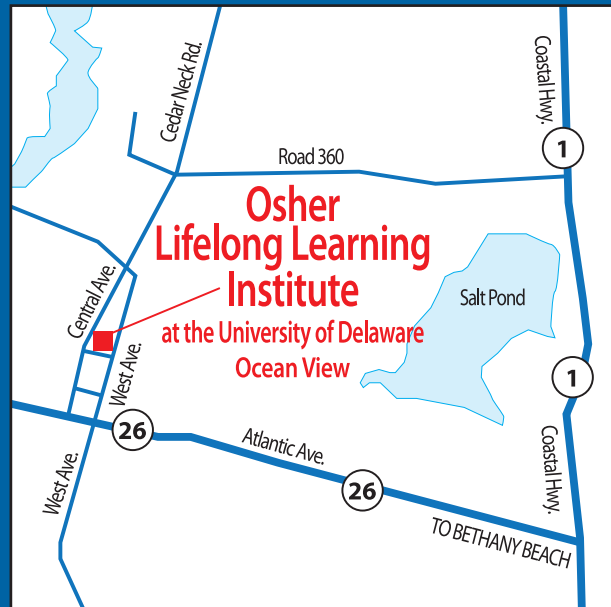 Cedar Neck Rd.
Coastal Hwy.
1
Road 360
Osher
Lifelong Learning
Institute
at the University of Delaware
Ocean View
Central Ave.
West Ave.
Salt Pond
1
26
Atlantic Ave.
26
West Ave.
Coastal Hwy.
TO BETHANY BEACH